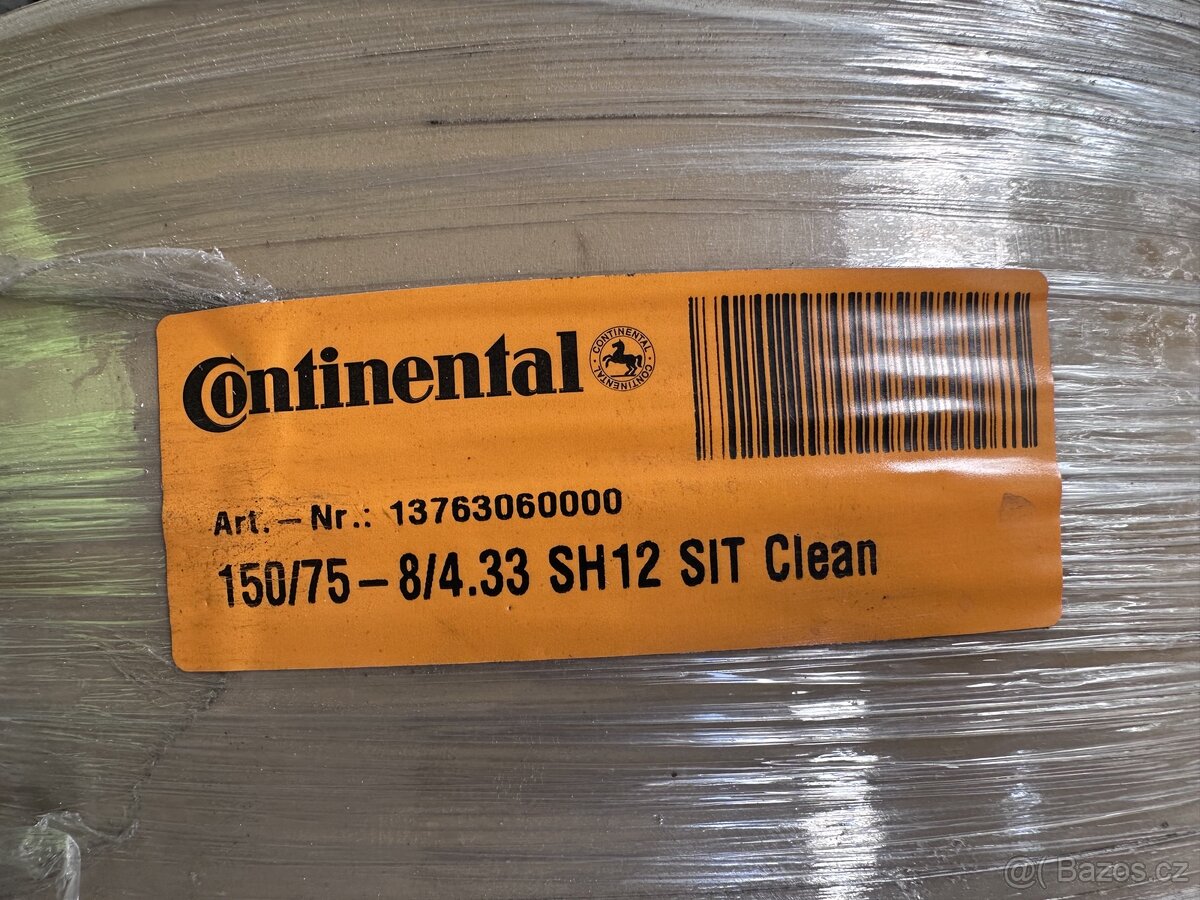 Continental
CONTINENTAL · CONTINENTAL ·
Art.-Nr.: 13763060000
150/75-8/4.33 SH12 SIT Clean
@( Bazos.cz